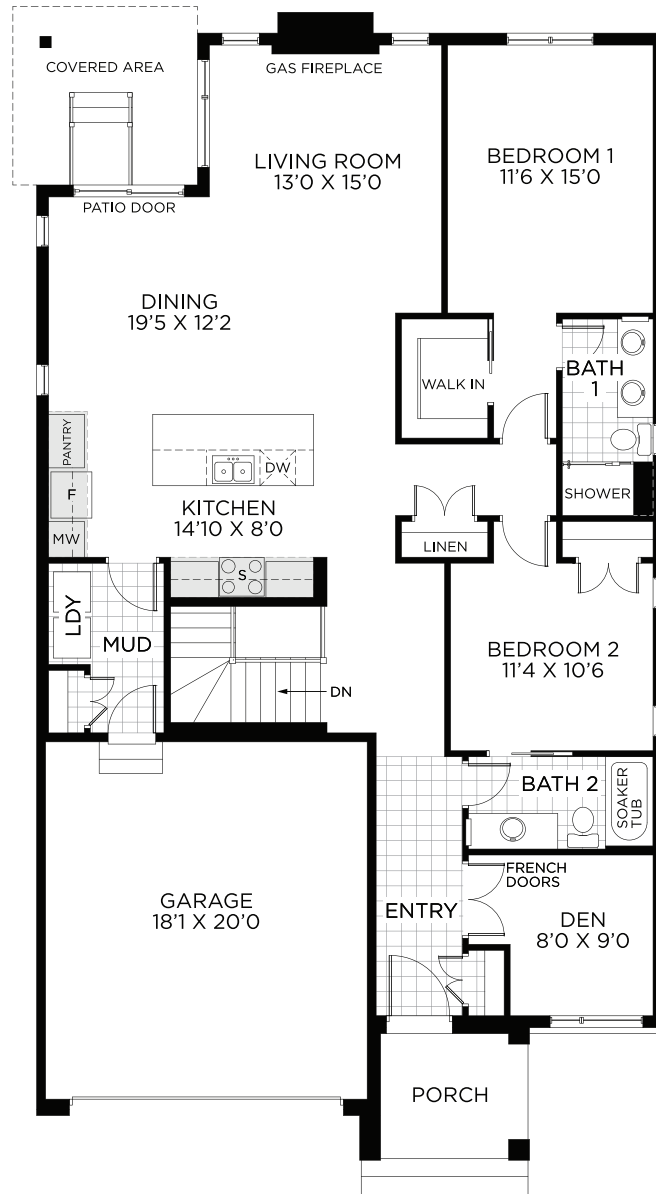 COVERED AREA
GAS FIREPLACE
LIVING ROOM
13'0 X 15'0
BEDROOM 1
11'6 X 15'0
PATIO DOOR
DINING
19'5 X 12'2
WALK IN
BATH
1
PANTRY
F
MW
DW
KITCHEN
14'10 X 8'0
SHOWER
LINEN
S
LDY
MUD
DN
BEDROOM 2
11'4 X 10'6
BATH 2
SOAKER
TUB
FRENCH
DOORS
GARAGE
18'1 X 20'0
ENTRY
DEN
8'0 X 9'0
PORCH